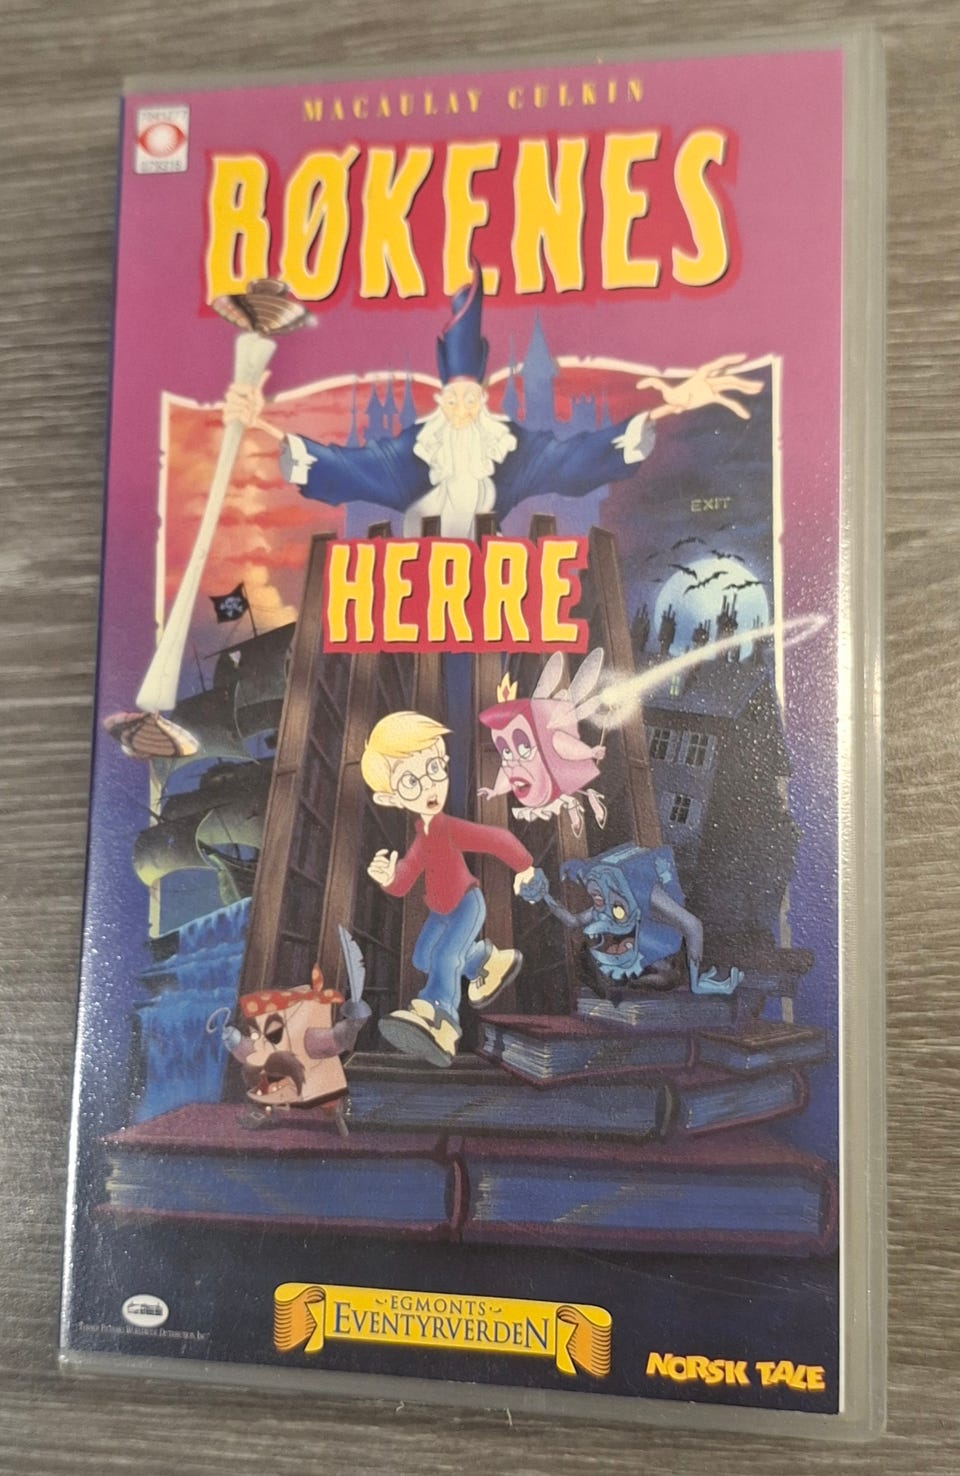 MACAULAY CULKIN
BØKENES
EXIT
HERRE
EGMONTS
EVENTYRVERDEN
NORSK TALE